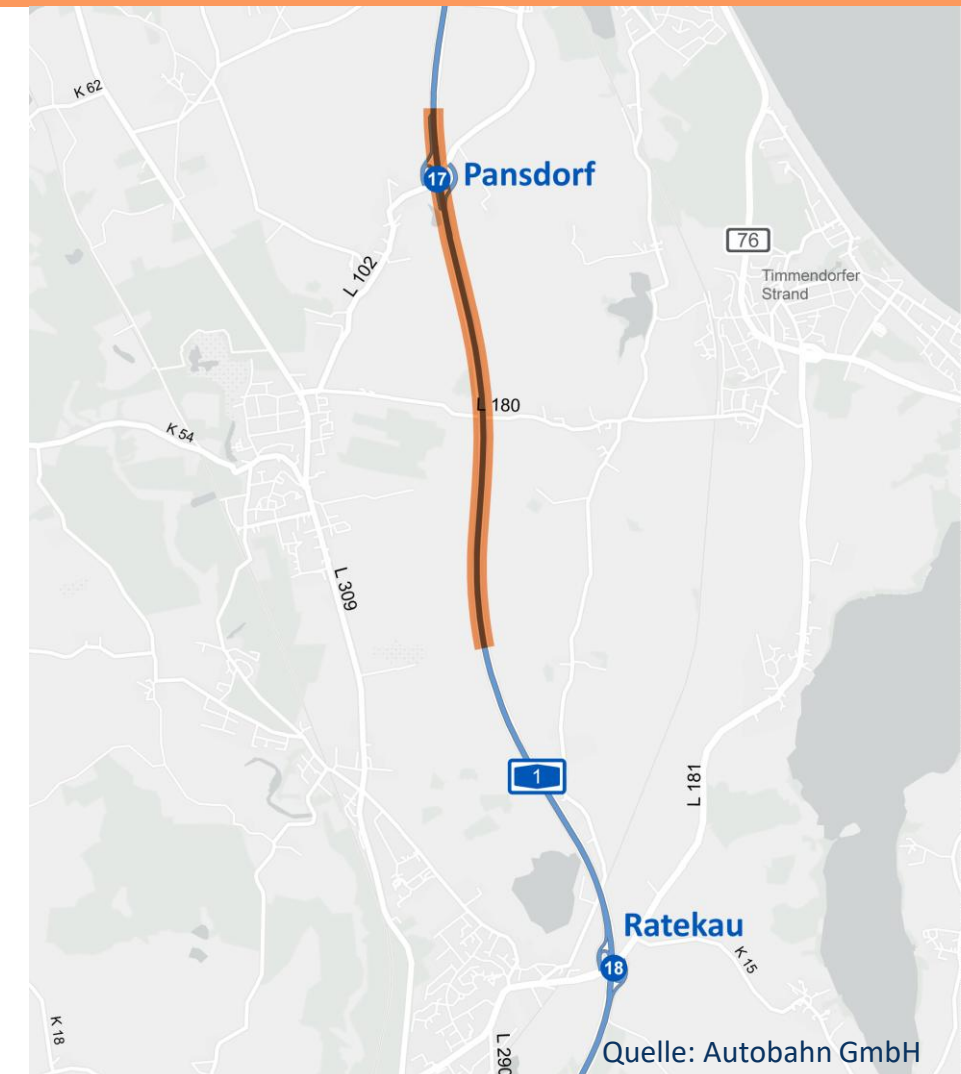 K 62
17
Pansdorf
76
Timmendorfer
Strand
L 102
L 180
K 54
L 309
1
L 181
Ratekau
18
K 15
K 18
L 290
Quelle: Autobahn GmbH